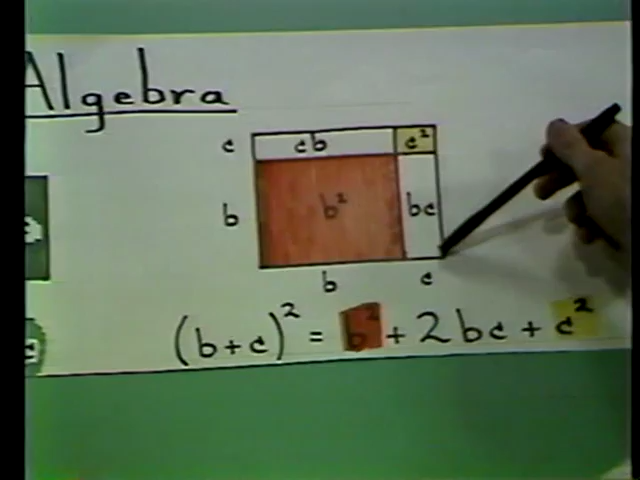 Algebra
c cb c²
b b² bc
b c
(b+c)² = b² + 2bc + c²